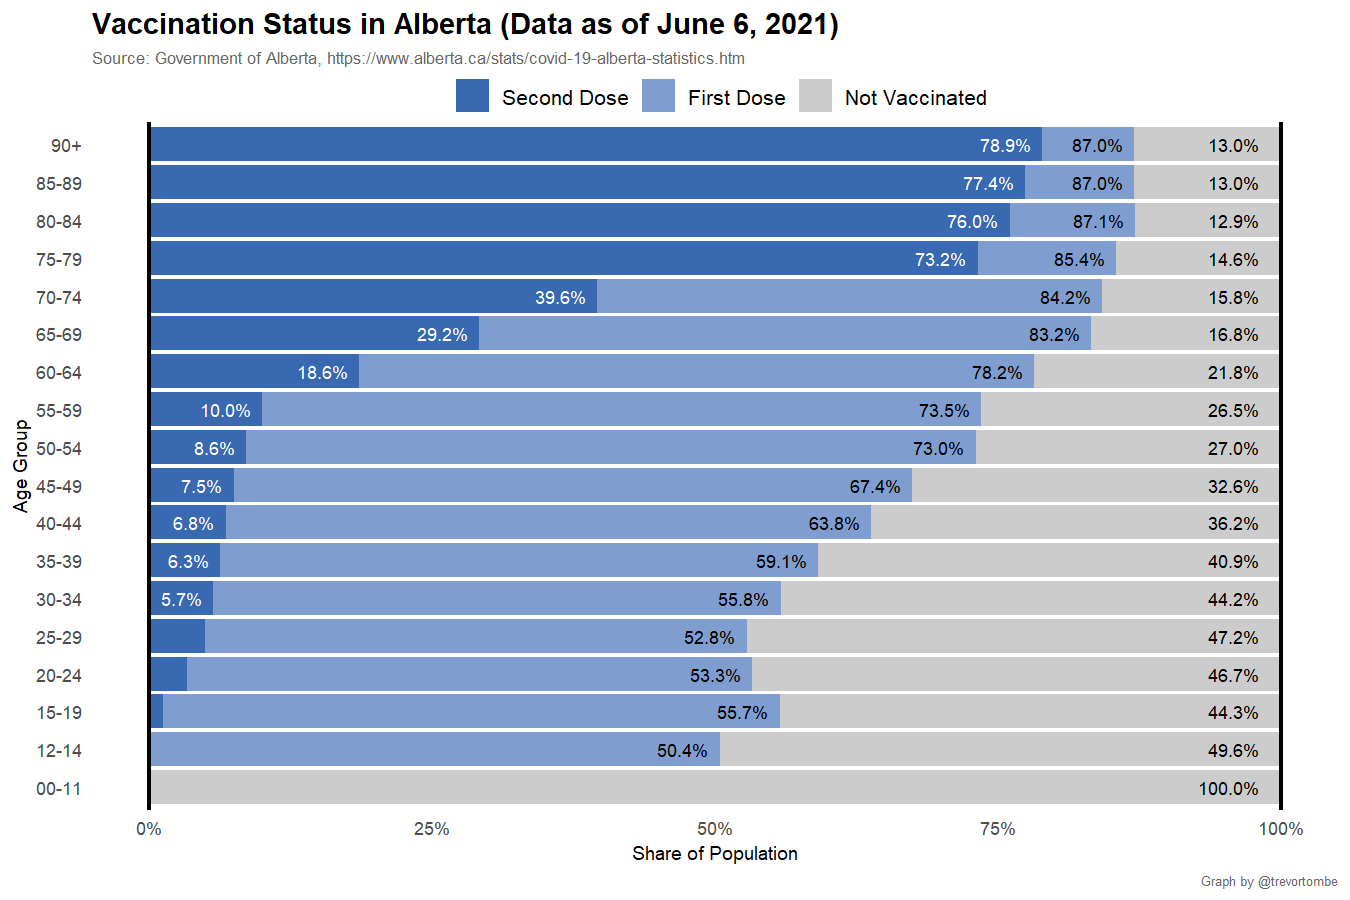 Vaccination Status in Alberta (Data as of June 6, 2021)
Source: Government of Alberta, https://www.alberta.ca/stats/covid-19-alberta-statistics.htm
Second Dose First Dose Not Vaccinated
90+ 78.9% 87.0% 13.0%
85-89 77.4% 87.0% 13.0%
80-84 76.0% 87.1% 12.9%
75-79 73.2% 85.4% 14.6%
70-74 39.6% 84.2% 15.8%
65-69 29.2% 83.2% 16.8%
60-64 18.6% 78.2% 21.8%
55-59 10.0% 73.5% 26.5%
50-54 8.6% 73.0% 27.0%
Age Group
45-49 7.5% 67.4% 32.6%
40-44 6.8% 63.8% 36.2%
35-39 6.3% 59.1% 40.9%
30-34 5.7% 55.8% 44.2%
25-29 52.8% 47.2%
20-24 53.3% 46.7%
15-19 55.7% 44.3%
12-14 50.4% 49.6%
00-11 100.0%
0% 25% 50% 75% 100%
Share of Population
Graph by @trevortombe